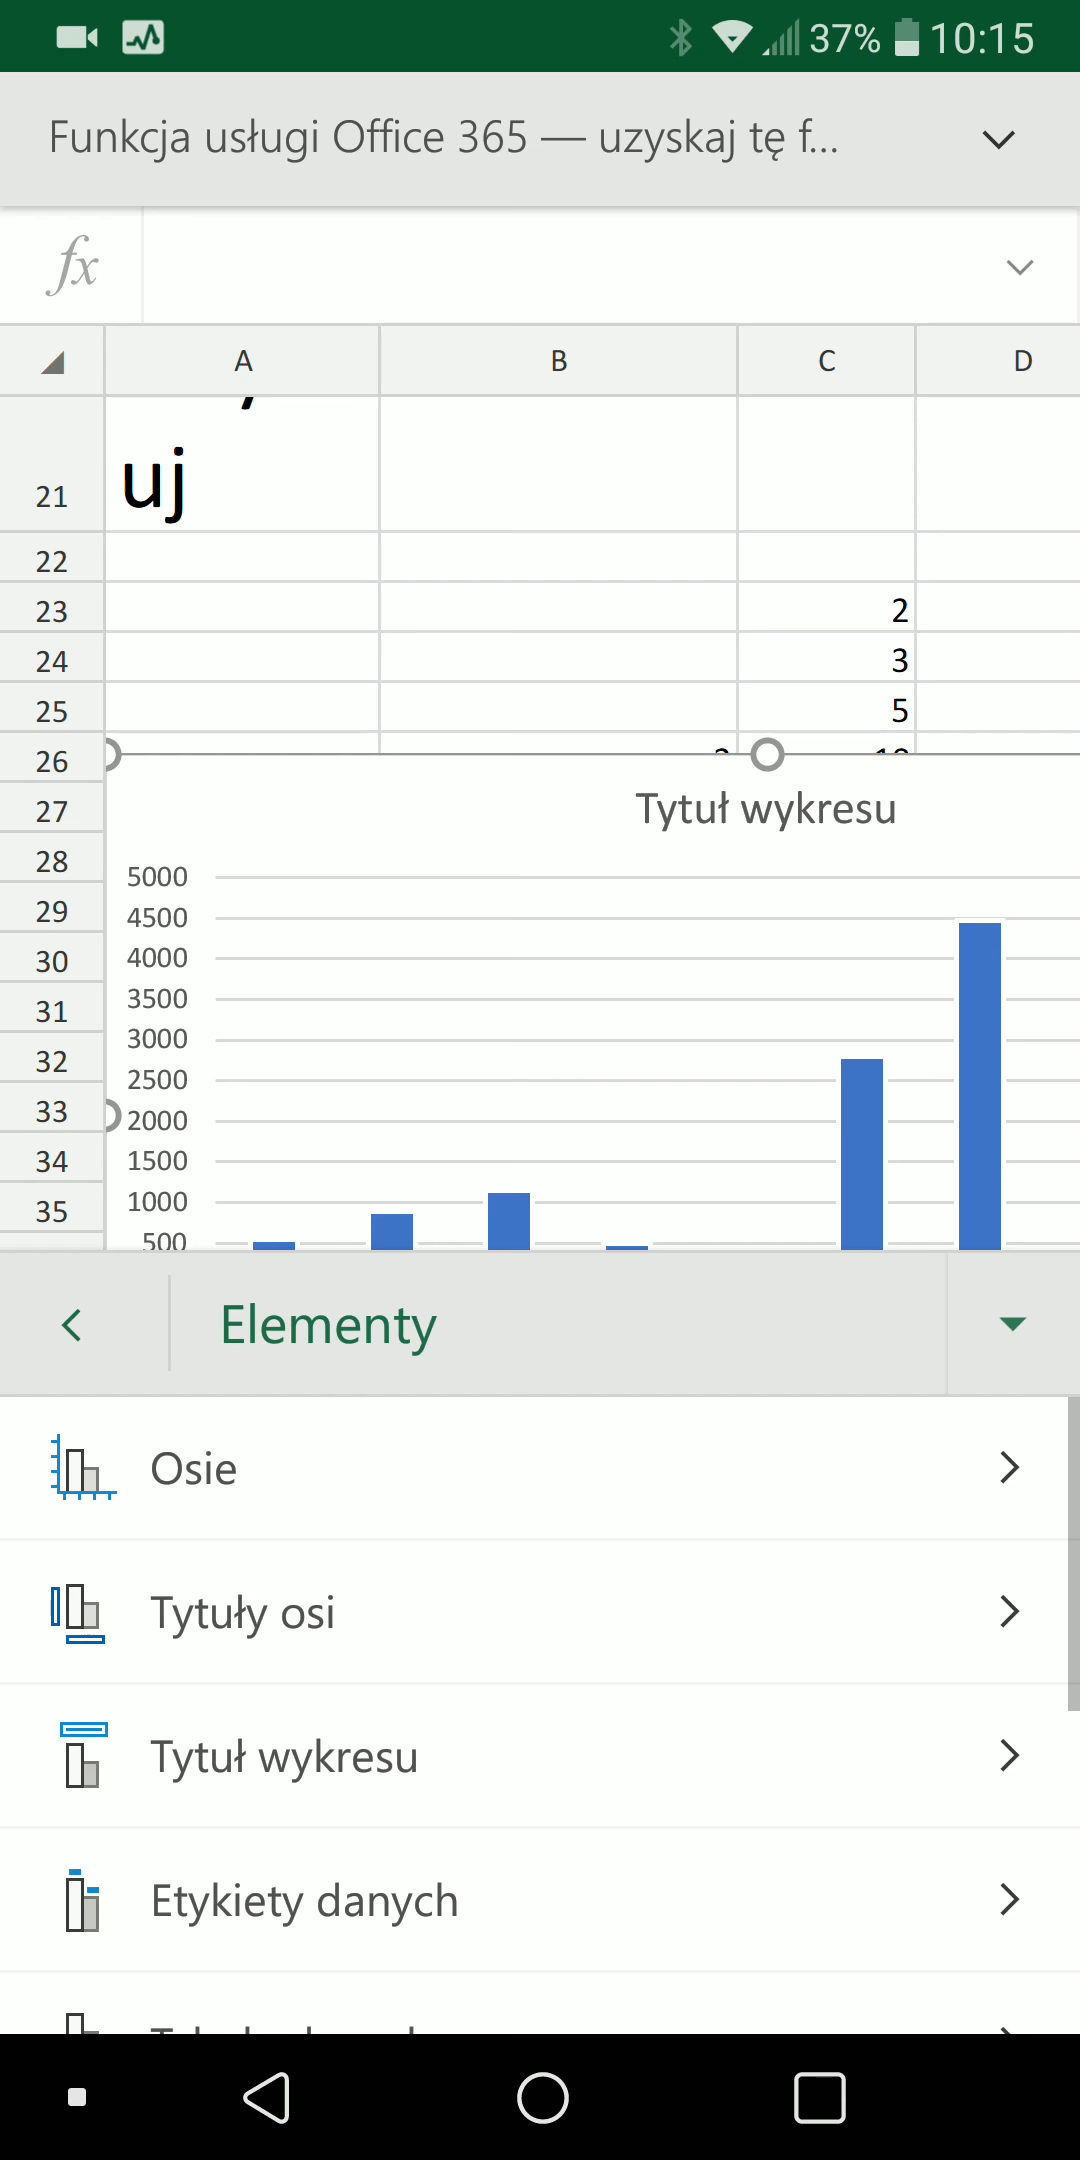 37% 10:15
Funkcja usługi Office 365 — uzyskaj tę f...
fx
A B C D
uj
21
22
23 2
24 3
25 5
26
27
Tytuł wykresu
28
5000
29
4500
30
4000
31
3500
32
3000
2500
33
2000
34
1500
35
1000
500
Elementy
Osie
Tytuły osi
Tytuł wykresu
Etykiety danych